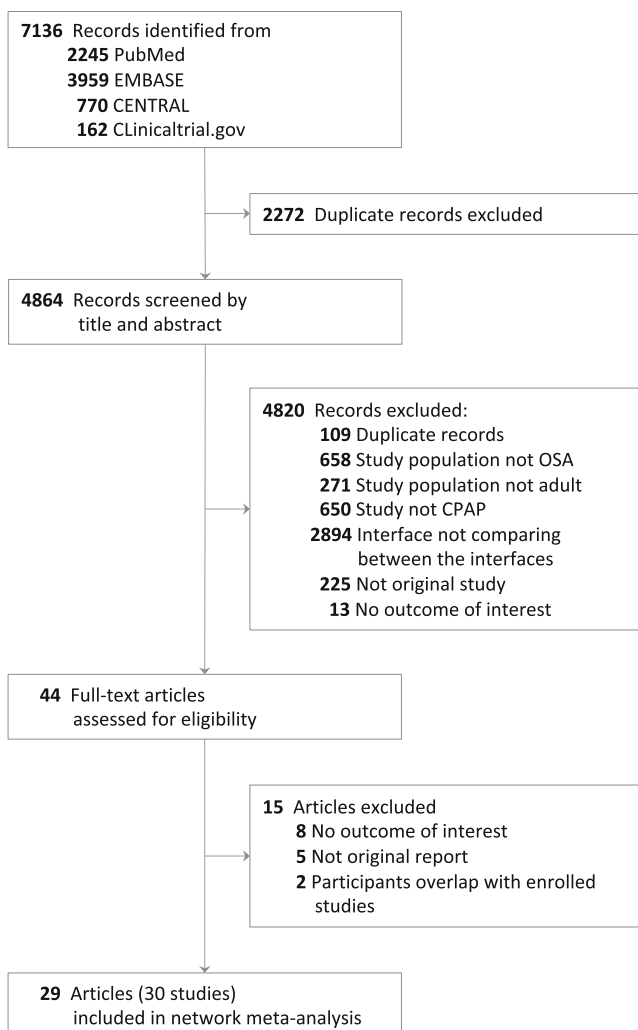 7136 Records identified from
2245 PubMed
3959 EMBASE
770 CENTRAL
162 CLinicaltrial.gov
2272 Duplicate records excluded
4864 Records screened by
title and abstract
4820 Records excluded:
109 Duplicate records
658 Study population not OSA
271 Study population not adult
650 Study not CPAP
2894 Interface not comparing
between the interfaces
225 Not original study
13 No outcome of interest
44 Full-text articles
assessed for eligibility
15 Articles excluded
8 No outcome of interest
5 Not original report
2 Participants overlap with enrolled
studies
29 Articles (30 studies)
included in network meta-analysis